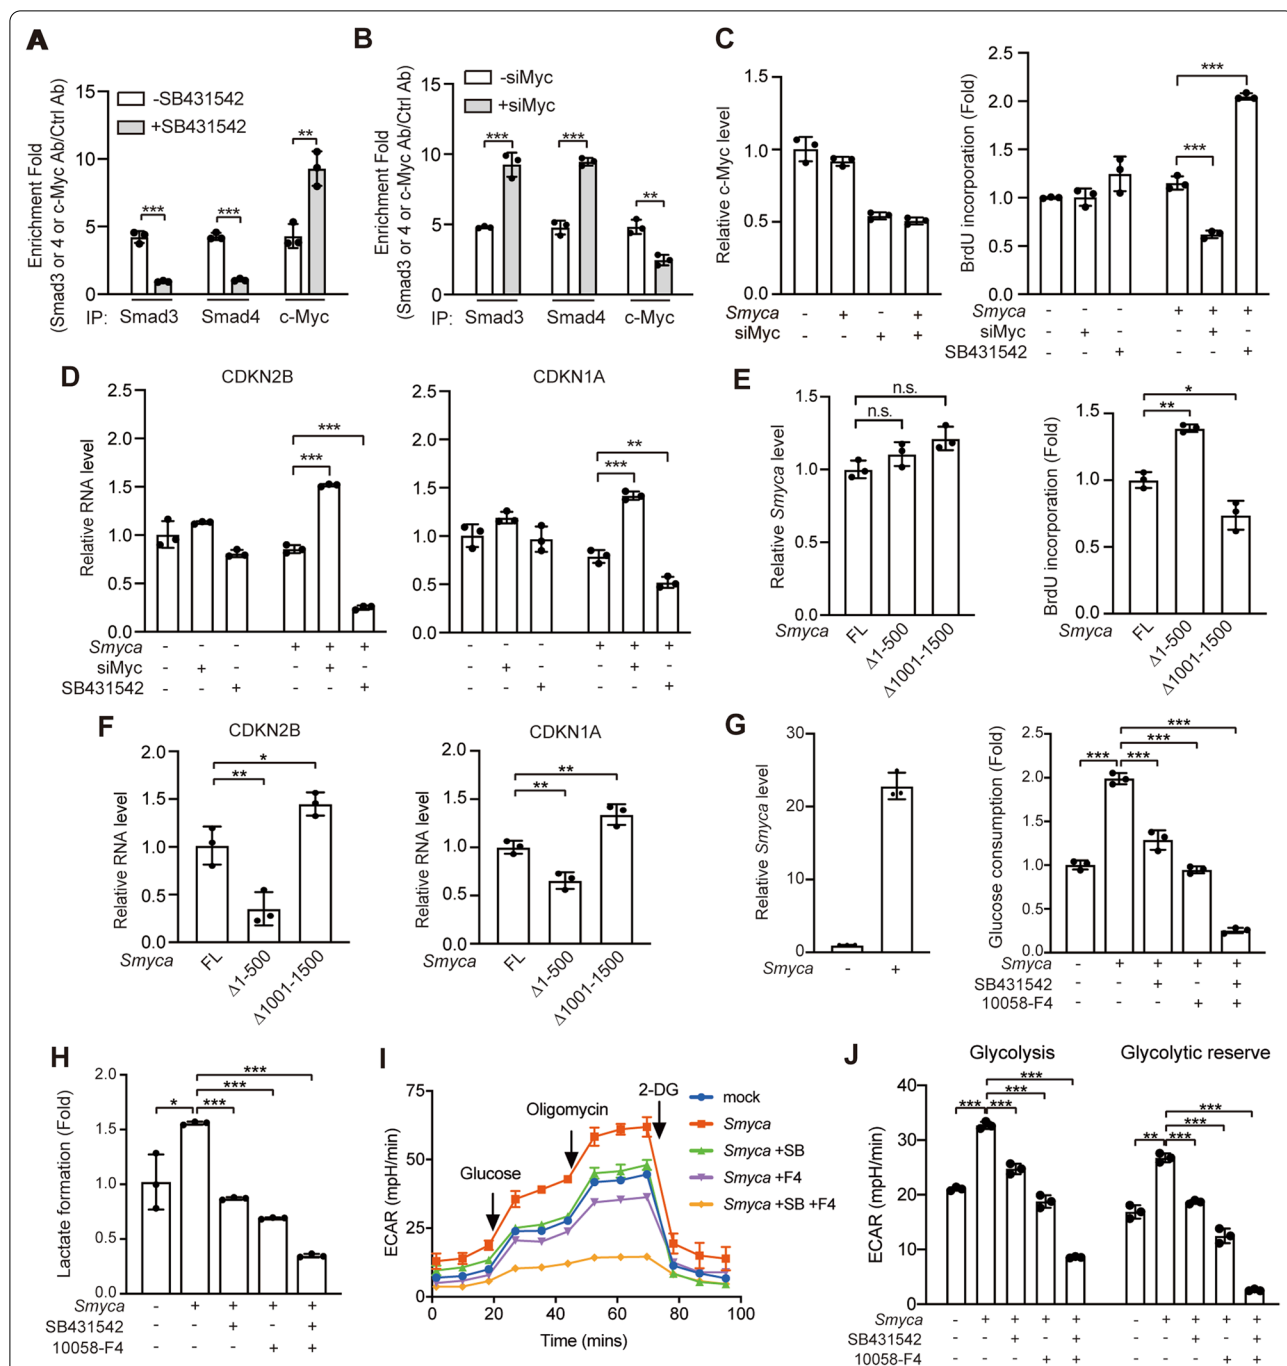 A
Enrichment Fold
(Smad3 or 4 or c-Myc Ab/Ctrl Ab)
15
10
5
0
-SB431542
+SB431542
***
***
**
IP: Smad3 Smad4 c-Myc
B
Enrichment Fold
(Smad3 or 4 or c-Myc Ab/Ctrl Ab)
15
10
5
0
-siMyc
+siMyc
***
***
**
IP: Smad3 Smad4 c-Myc
C
Relative c-Myc level
1.5
1.0
0.5
0.0
Smyca - + - +
siMyc - - + +
BrdU incorporation (Fold)
2.5
2.0
1.5
1.0
0.5
0.0
***
***
Smyca - - - + + +
siMyc - + - - + -
SB431542 - - + - - +
D
CDKN2B
Relative RNA level
2.5
2.0
1.5
1.0
0.5
0.0
***
***
Smyca - - - + + +
siMyc - + - - + -
SB431542 - - + - - +
CDKN1A
2.5
2.0
1.5
1.0
0.5
0.0
**
***
- - - + + +
- + - - + -
- - + - - +
E
Relative Smyca level
1.5
1.0
0.5
0.0
n.s.
n.s.
Smyca FL Δ1-500 Δ1001-1500
BrdU incorporation (Fold)
1.5
1.0
0.5
0.0
*
**
FL Δ1-500 Δ1001-1500
F
CDKN2B
Relative RNA level
2.0
1.5
1.0
0.5
0.0
*
**
Smyca FL Δ1-500 Δ1001-1500
CDKN1A
Relative RNA level
2.0
1.5
1.0
0.5
0.0
**
**
FL Δ1-500 Δ1001-1500
G
Relative Smyca level
30
20
10
0
Smyca - +
Glucose consumption (Fold)
2.5
2.0
1.5
1.0
0.5
0.0
***
***
*** ***
Smyca - + + + +
SB431542 - - + - +
10058-F4 - - - + +
H
Lactate formation (Fold)
2.0
1.5
1.0
0.5
0.0
***
***
* ***
Smyca - + + + +
SB431542 - - + - +
10058-F4 - - - + +
I
ECAR (mpH/min)
75
50
25
0
Glucose
Oligomycin
2-DG
mock
Smyca
Smyca +SB
Smyca +F4
Smyca +SB +F4
0 20 40 60 80 100
Time (mins)
J
Glycolysis Glycolytic reserve
ECAR (mpH/min)
40
30
20
10
0
***
***
*** ***
***
***
** ***
Smyca - + + + + - + + + +
SB431542 - - + - + - - + - +
10058-F4 - - - + + - - - + +